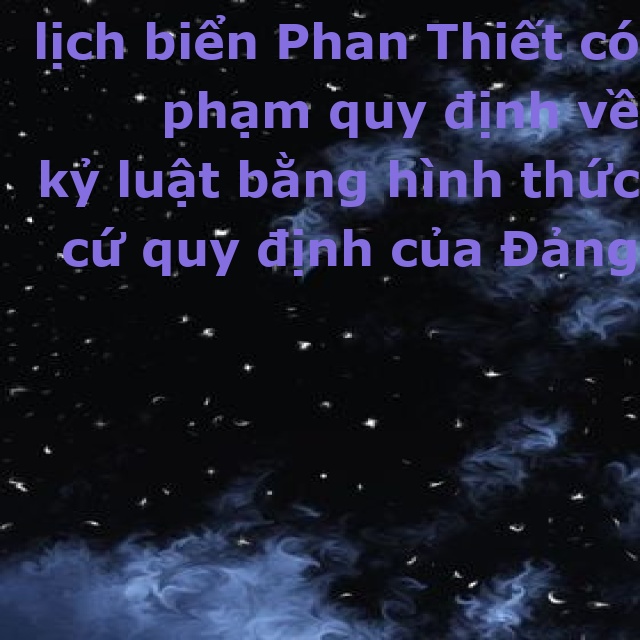 lịch biển Phan Thiết có
phạm quy định về
kỷ luật bằng hình thức
cứ quy định của Đảng